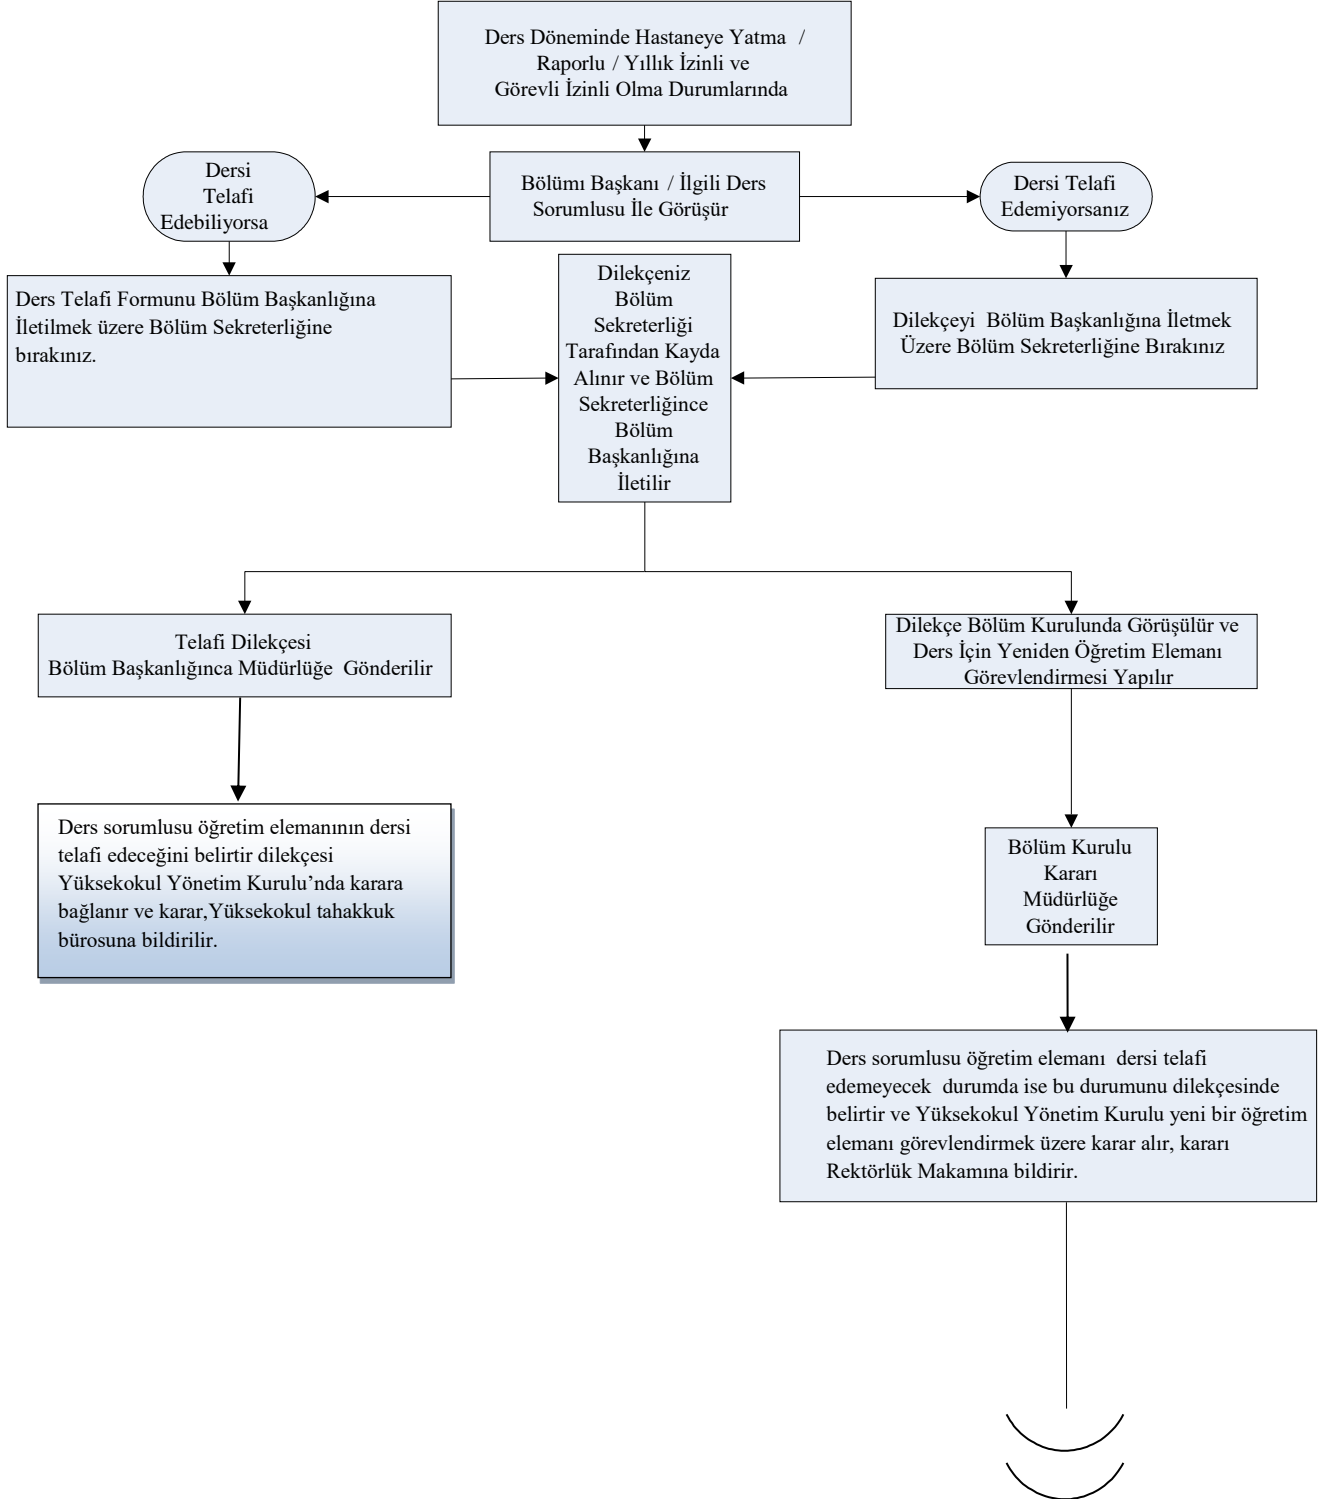 Ders Döneminde Hastaneye Yatma /
Raporlu / Yıllık İzinli ve
Görevli İzinli Olma Durumlarında
Dersi
Telafi
Edebiliyorsa
Bölümı Başkanı / İlgili Ders
Sorumlusu İle Görüşür
Dersi Telafi
Edemiyorsanız
Ders Telafi Formunu Bölüm Başkanlığına
İletilmek üzere Bölüm Sekreterliğine
bırakınız.
Dilekçeniz
Bölüm
Sekreterliği
Tarafından Kayda
Alınır ve Bölüm
Sekreterliğince
Bölüm
Başkanlığına
İletilir
Dilekçeyi Bölüm Başkanlığına İletmek
Üzere Bölüm Sekreterliğine Bırakınız
Telafi Dilekçesi
Bölüm Başkanlığınca Müdürlüğe Gönderilir
Dilekçe Bölüm Kurulunda Görüşülür ve
Ders İçin Yeniden Öğretim Elemanı
Görevlendirmesi Yapılır
Ders sorumlusu öğretim elemanının dersi
telafi edeceğini belirtir dilekçesi
Yüksekokul Yönetim Kurulu’nda karara
bağlanır ve karar,Yüksekokul tahakkuk
bürosuna bildirilir.
Bölüm Kurulu
Kararı
Müdürlüğe
Gönderilir
Ders sorumlusu öğretim elemanı dersi telafi
edemeyecek durumda ise bu durumunu dilekçesinde
belirtir ve Yüksekokul Yönetim Kurulu yeni bir öğretim
elemanı görevlendirmek üzere karar alır, kararı
Rektörlük Makamına bildirir.